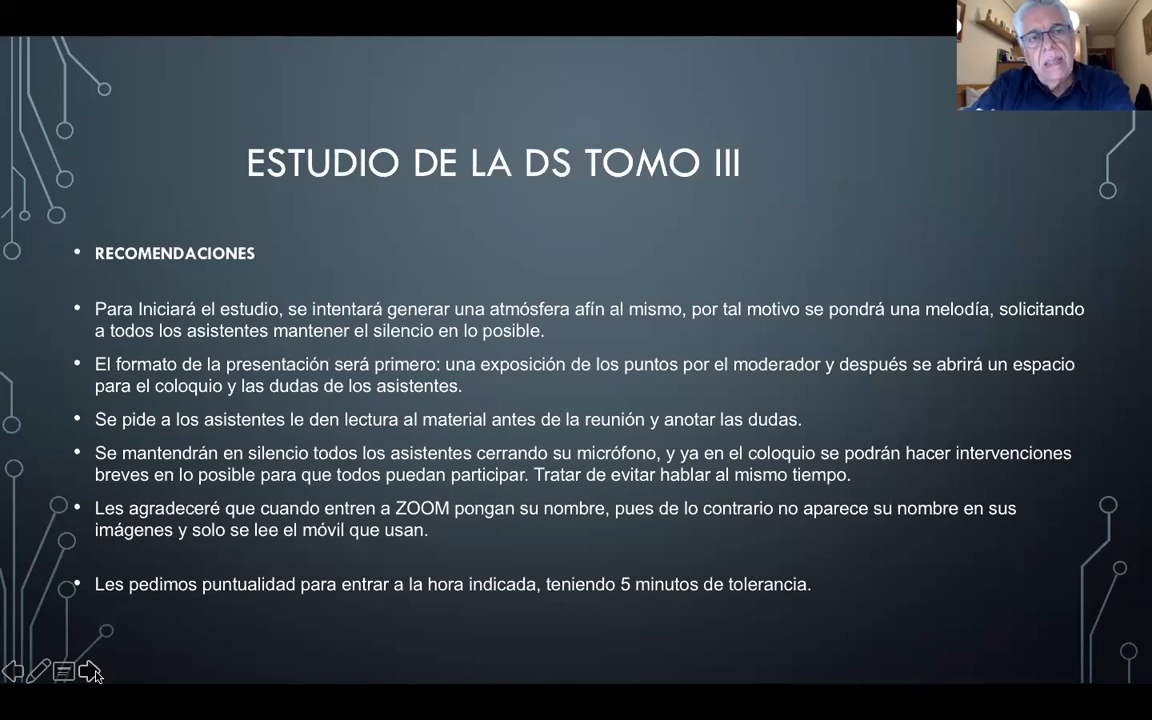 ESTUDIO DE LA DS TOMO III
• RECOMENDACIONES
• Para Iniciará el estudio, se intentará generar una atmósfera afín al mismo, por tal motivo se pondrá una melodía, solicitando
a todos los asistentes mantener el silencio en lo posible.
• El formato de la presentación será primero: una exposición de los puntos por el moderador y después se abrirá un espacio
para el coloquio y las dudas de los asistentes.
• Se pide a los asistentes le den lectura al material antes de la reunión y anotar las dudas.
• Se mantendrán en silencio todos los asistentes cerrando su micrófono, y ya en el coloquio se podrán hacer intervenciones
breves en lo posible para que todos puedan participar. Tratar de evitar hablar al mismo tiempo.
• Les agradeceré que cuando entren a ZOOM pongan su nombre, pues de lo contrario no aparece su nombre en sus
imágenes y solo se lee el móvil que usan.
• Les pedimos puntualidad para entrar a la hora indicada, teniendo 5 minutos de tolerancia.